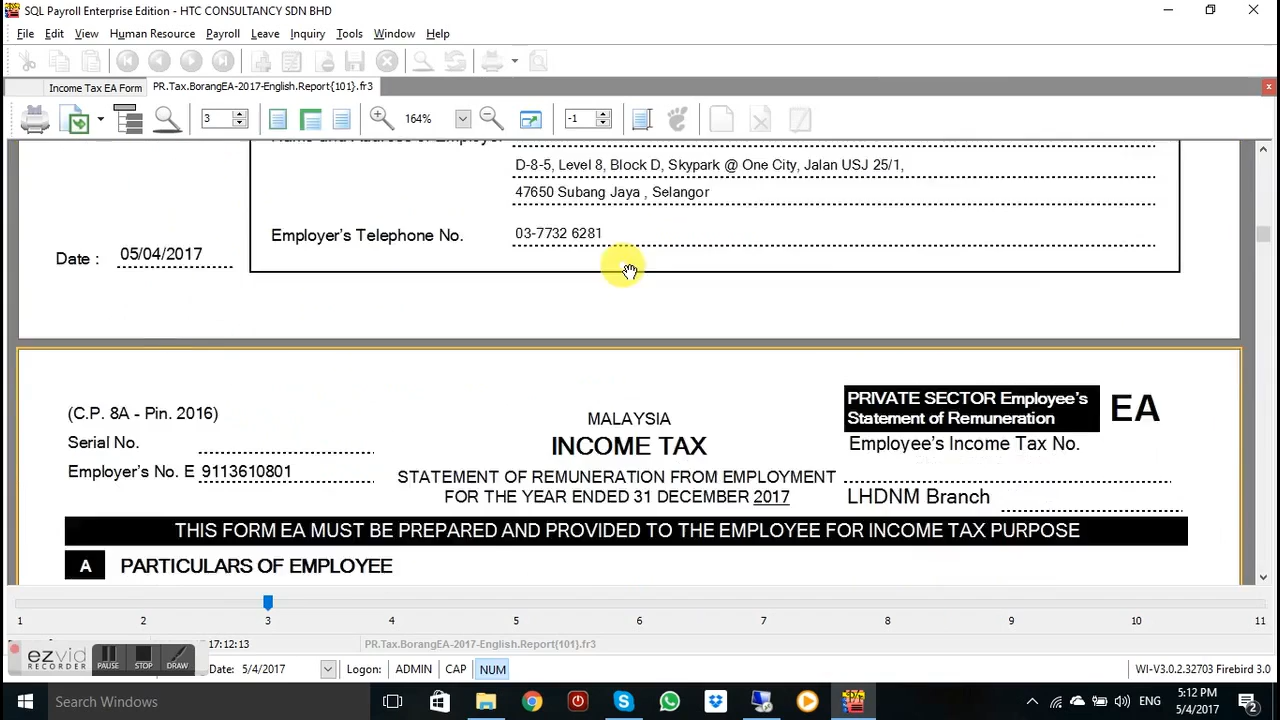 SQL Payroll Enterprise Edition - HTC CONSULTANCY SDN BHD
File Edit View Human Resource Payroll Leave Inquiry Tools Window Help
Income Tax EA Form PR.Tax.BorangEA-2017-English.Report{101}.fr3
3 164% -1
D-8-5, Level 8, Block D, Skypark @ One City, Jalan USJ 25/1,
47650 Subang Jaya , Selangor
Employer's Telephone No. 03-7732 6281
Date : 05/04/2017
(C.P. 8A - Pin. 2016)
MALAYSIA
PRIVATE SECTOR Employee's
Statement of Remuneration
EA
Serial No.
INCOME TAX
Employee's Income Tax No.
Employer's No. E 9113610801
STATEMENT OF REMUNERATION FROM EMPLOYMENT
FOR THE YEAR ENDED 31 DECEMBER 2017
LHDNM Branch
THIS FORM EA MUST BE PREPARED AND PROVIDED TO THE EMPLOYEE FOR INCOME TAX PURPOSE
A PARTICULARS OF EMPLOYEE
1 2 3 4 5 6 7 8 9 10 11
17:12:13 PR.Tax.BorangEA-2017-English.Report{101}.fr3
ezvid
RECORDER
PAUSE STOP DRAW
Date: 5/4/2017 Logon: ADMIN CAP NUM WI-V3.0.2.32703 Firebird 3.0
Search Windows
ENG
5:12 PM
5/4/2017
2